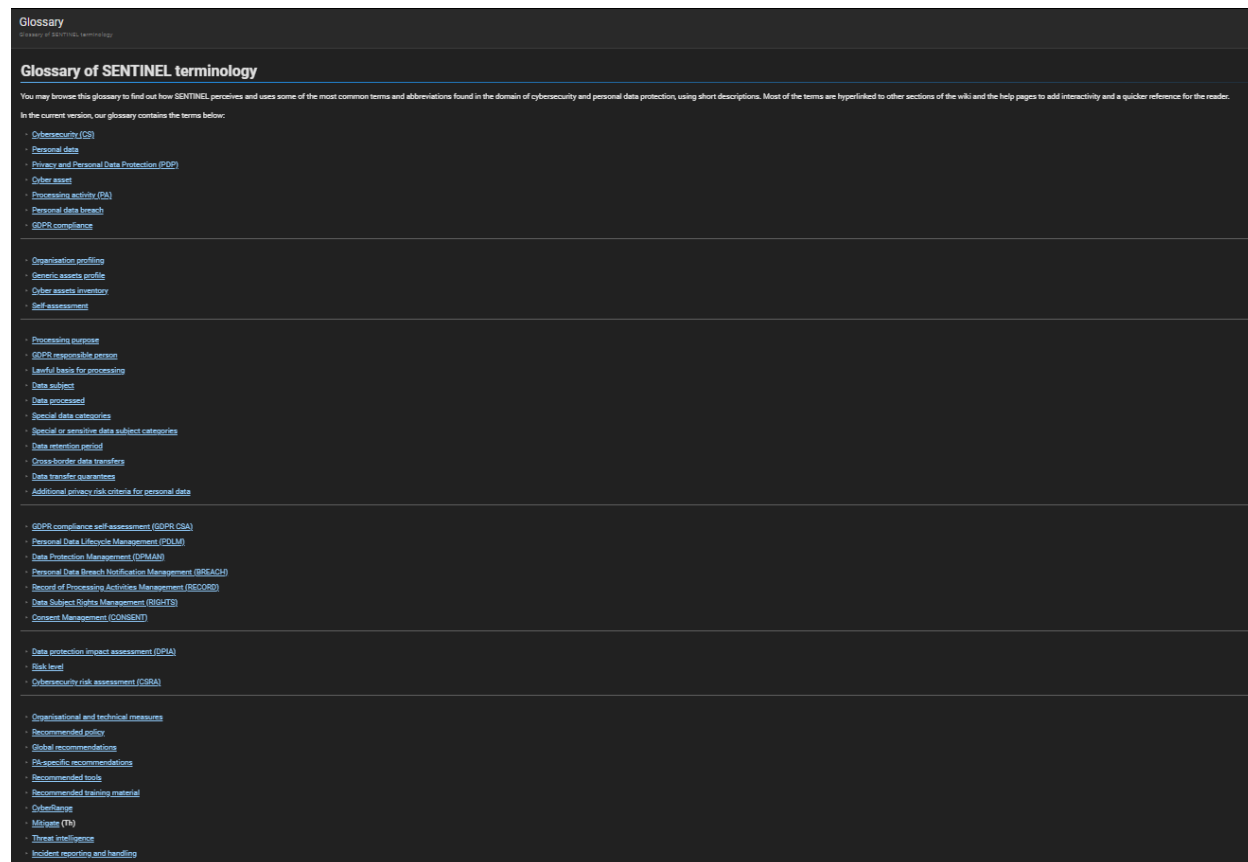 Glossary
Glossary of SENTINEL terminology
Glossary of SENTINEL terminology
You may browse this glossary to find out how SENTINEL perceives and uses some of the most common terms and abbreviations found in the domain of cybersecurity and personal data protection, using short descriptions. Most of the terms are hyperlinked to other sections of the wiki and the help pages to add interactivity and a quicker reference for the reader.
In the current version, our glossary contains the terms below:
Cybersecurity (CS)
Personal data
Privacy and Personal Data Protection (PDP)
Cyber asset
Processing activity (PA)
Personal data breach
GDPR compliance
Organisation profiling
Generic assets profile
Cyber assets inventory
Self-assessment
Processing purpose
GDPR responsible person
Lawful basis for processing
Data subject
Data processed
Special data categories
Special or sensitive data subject categories
Data retention period
Cross-border data transfers
Data transfer guarantees
Additional privacy risk criteria for personal data
GDPR compliance self-assessment (GDPR CSA)
Personal Data Lifecycle Management (PDLM)
Data Protection Management (DPMAN)
Personal Data Breach Notification Management (BREACH)
Record of Processing Activities Management (RECORD)
Data Subject Rights Management (RIGHTS)
Consent Management (CONSENT)
Data protection impact assessment (DPIA)
Risk level
Cybersecurity risk assessment (CSRA)
Organisational and technical measures
Recommended policy
Global recommendations
PA-specific recommendations
Recommended tools
Recommended training material
CyberRange
Mitigate (Th)
Threat intelligence
Incident reporting and handling